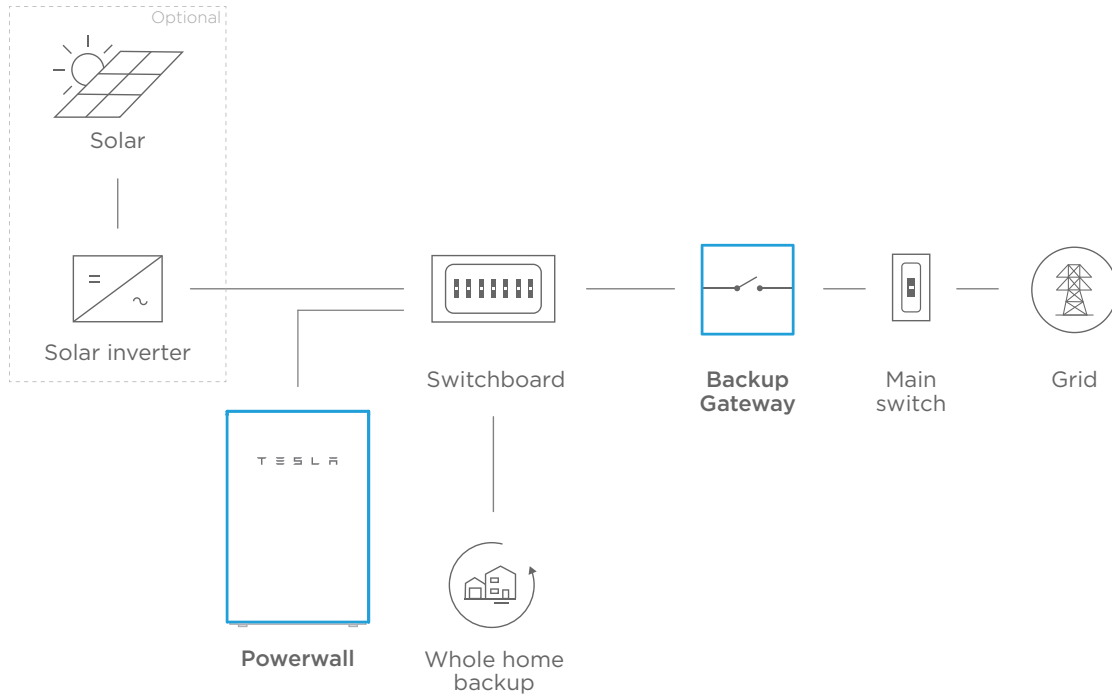 Optional
Solar
Solar inverter
Switchboard
Backup
Gateway
Main
switch
Grid
TESLA
Powerwall
Whole home
backup